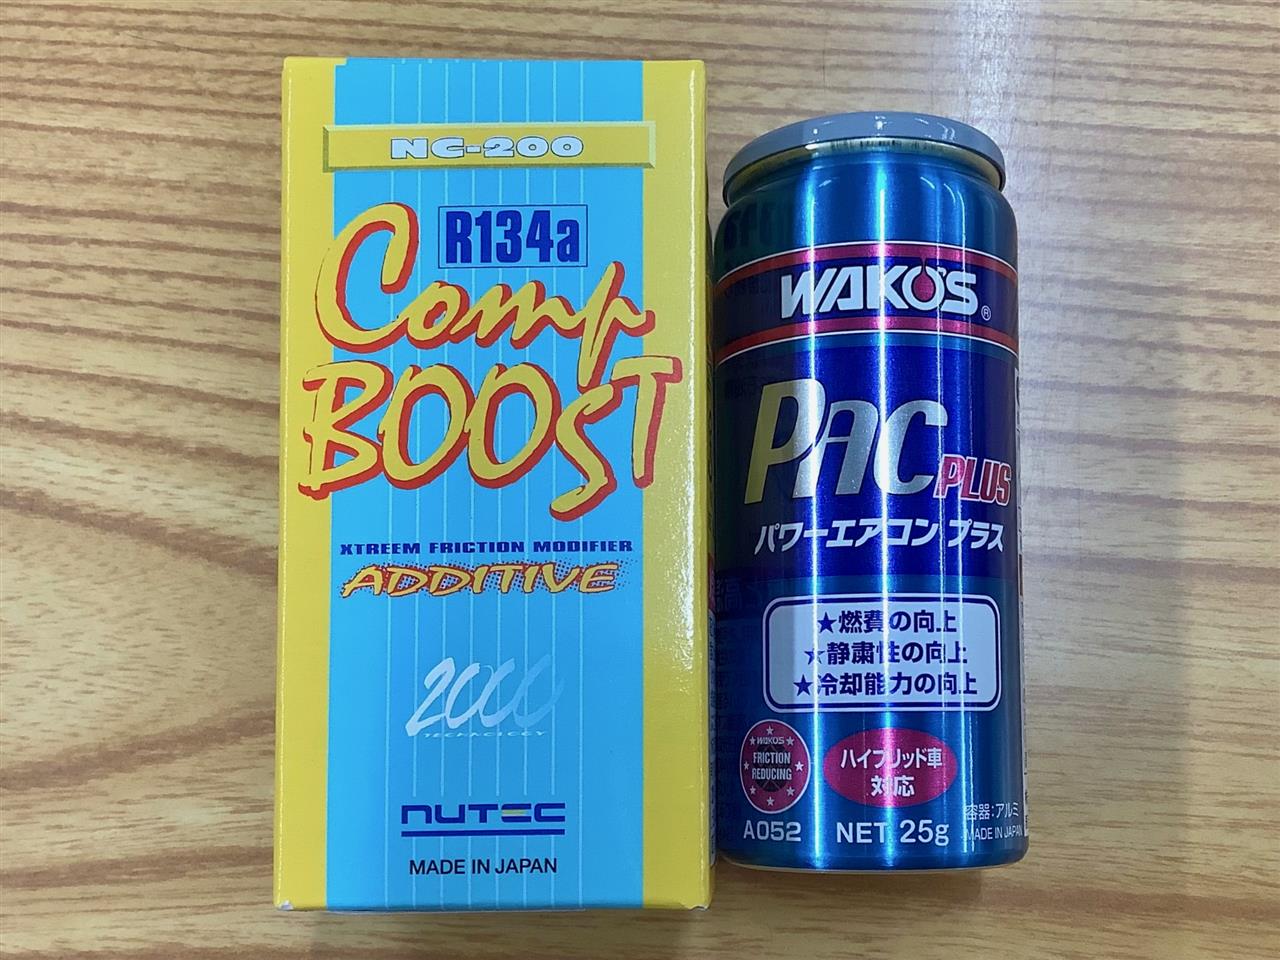 NC-200
R134a
Comp
BOOST
XTREEM FRICTION MODIFIER
ADDITIVE
2000
TECHNOLOGY
NUTEC
MADE IN JAPAN
WAKO'S ®
PAC PLUS
パワーエアコン プラス
★燃費の向上
★静粛性の向上
★冷却能力の向上
WAKO'S
FRICTION
REDUCING
ハイブリッド車
対応
A052
NET 25g
容器:アルミ
MADE IN JAPAN